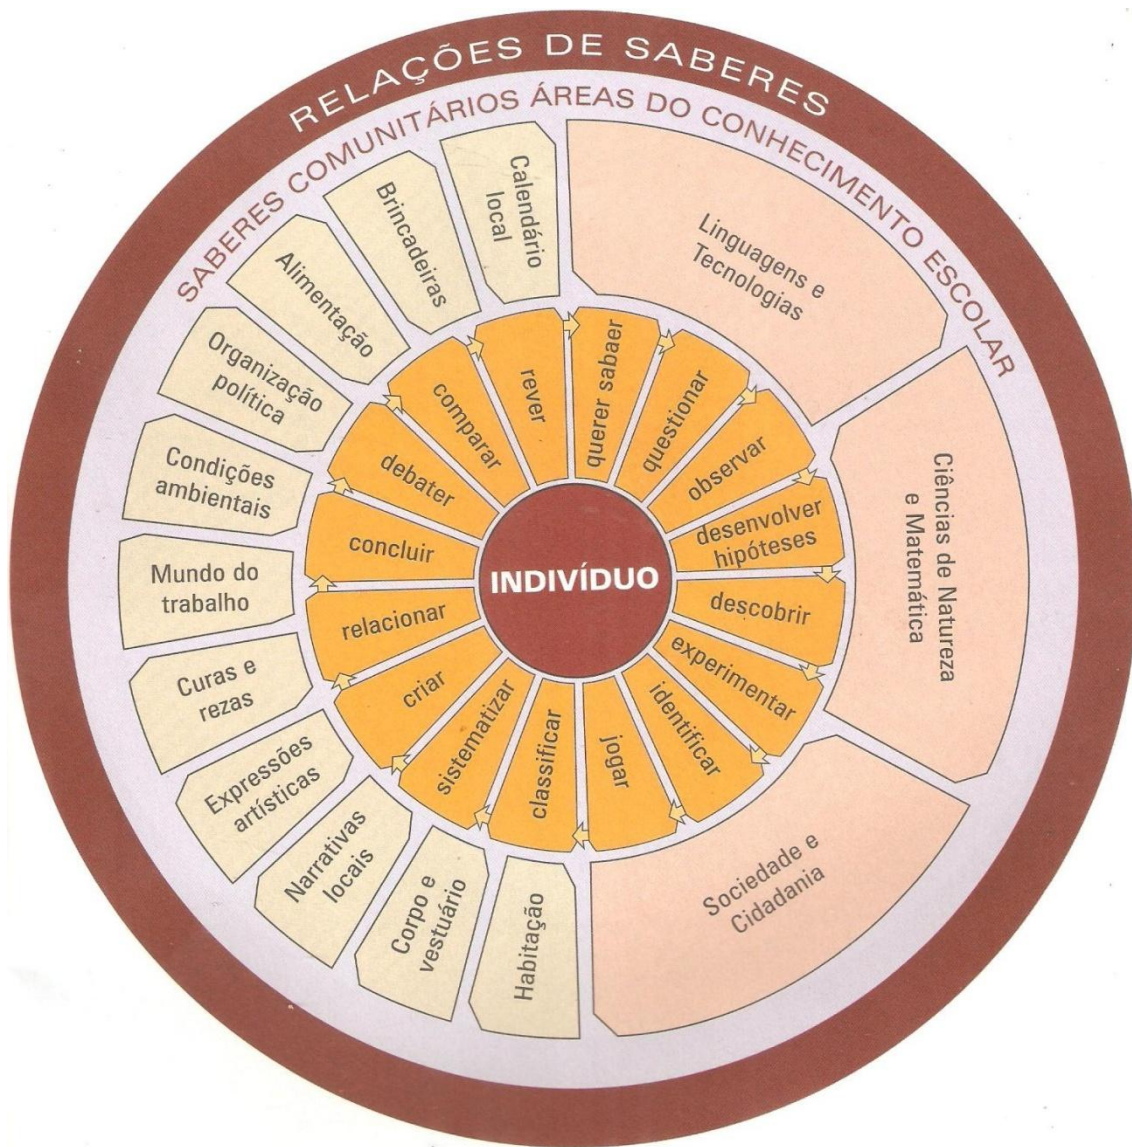 RELAÇÕES DE SABERES
SABERES COMUNITÁRIOS
ÁREAS DO CONHECIMENTO ESCOLAR
Calendário
local
Brincadeiras
Alimentação
Organização
política
Condições
ambientais
Mundo do
trabalho
Curas e
rezas
Expressões
artísticas
Narrativas
locais
Corpo e
vestuário
Habitação
Linguagens e
Tecnologias
Ciências de Natureza
e Matemática
Sociedade e
Cidadania
querer sabaer
questionar
observar
desenvolver
hipóteses
descobrir
experimentar
identificar
jogar
classificar
sistematizar
criar
relacionar
concluir
debater
comparar
rever
INDIVÍDUO